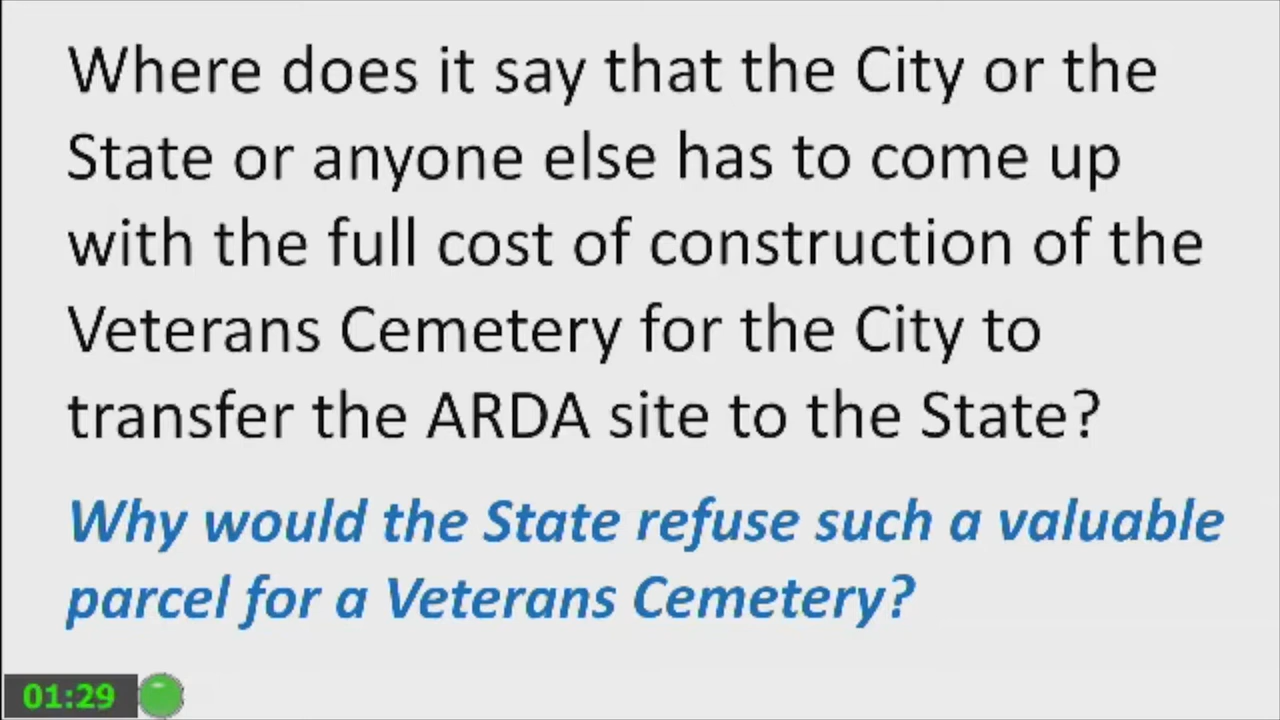 Where does it say that the City or the
State or anyone else has to come up
with the full cost of construction of the
Veterans Cemetery for the City to
transfer the ARDA site to the State?
Why would the State refuse such a valuable
parcel for a Veterans Cemetery?
01:29